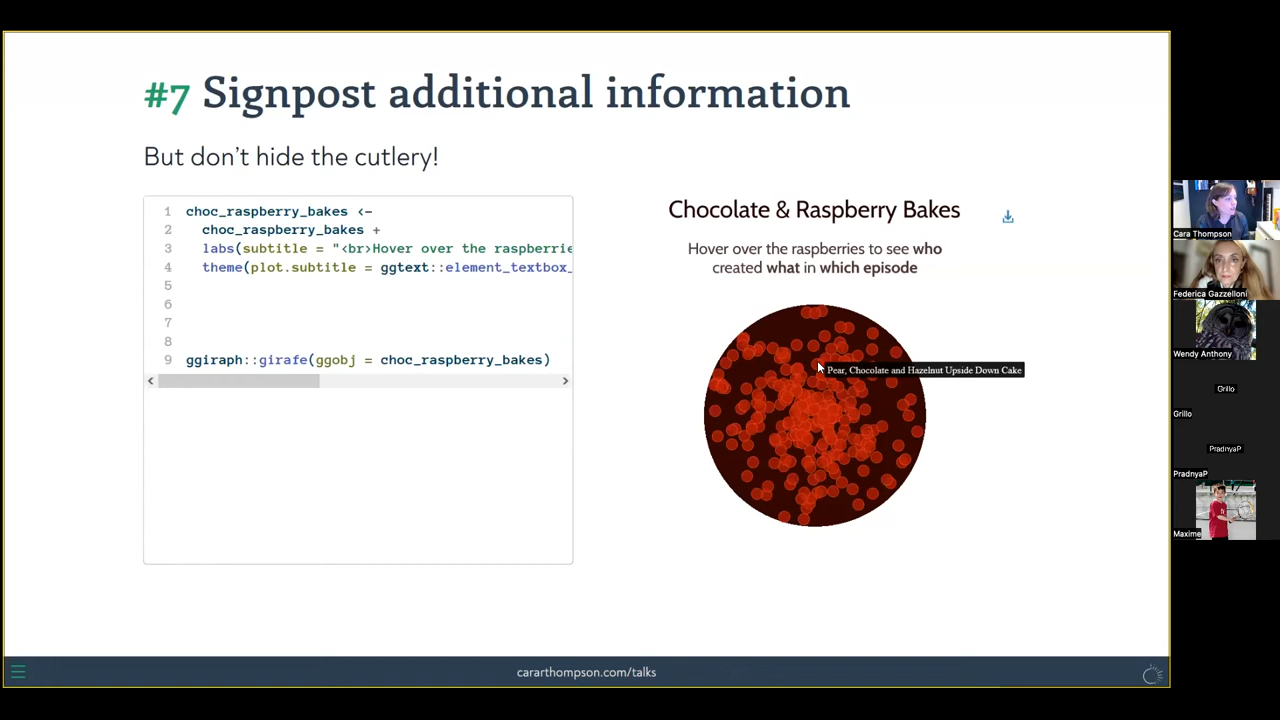 #7 Signpost additional information
But don't hide the cutlery!
1 choc_raspberry_bakes <-
2 choc_raspberry_bakes +
3 labs(subtitle = "<br>Hover over the raspberrie
4 theme(plot.subtitle = ggtext::element_textbox_
5
6
7
8
9 ggiraph::girafe(ggobj = choc_raspberry_bakes)
Chocolate & Raspberry Bakes
Hover over the raspberries to see who
created what in which episode
Pear, Chocolate and Hazelnut Upside Down Cake
cararthompson.com/talks
Cara Thompson
Federica Gazzelloni
Wendy Anthony
Grillo
Grillo
PradnyaP
PradnyaP
Maxime